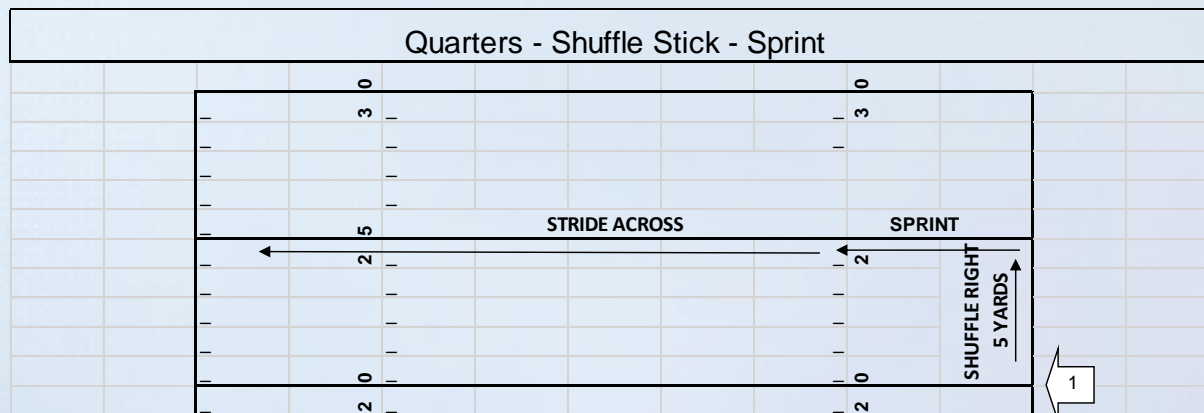 Quarters - Shuffle Stick - Sprint
3 0
3 0
STRIDE ACROSS
SPRINT
2 5
2 5
SHUFFLE RIGHT
5 YARDS
2 0
2 0
1